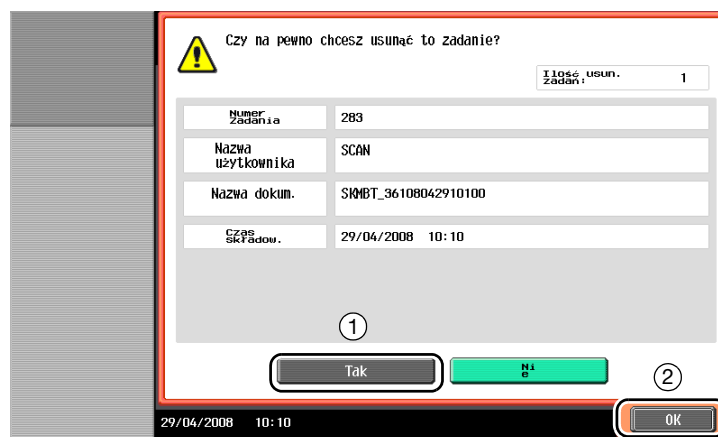 Czy na pewno chcesz usunąć to zadanie?
Ilość usun.
zadań:
1
Numer
Zadania
283
Nazwa
użytkownika
SCAN
Nazwa dokum.
SKMBT_36108042910100
Czas
składow.
29/04/2008 10:10
1
Tak
Ni
e
2
29/04/2008 10:10
OK